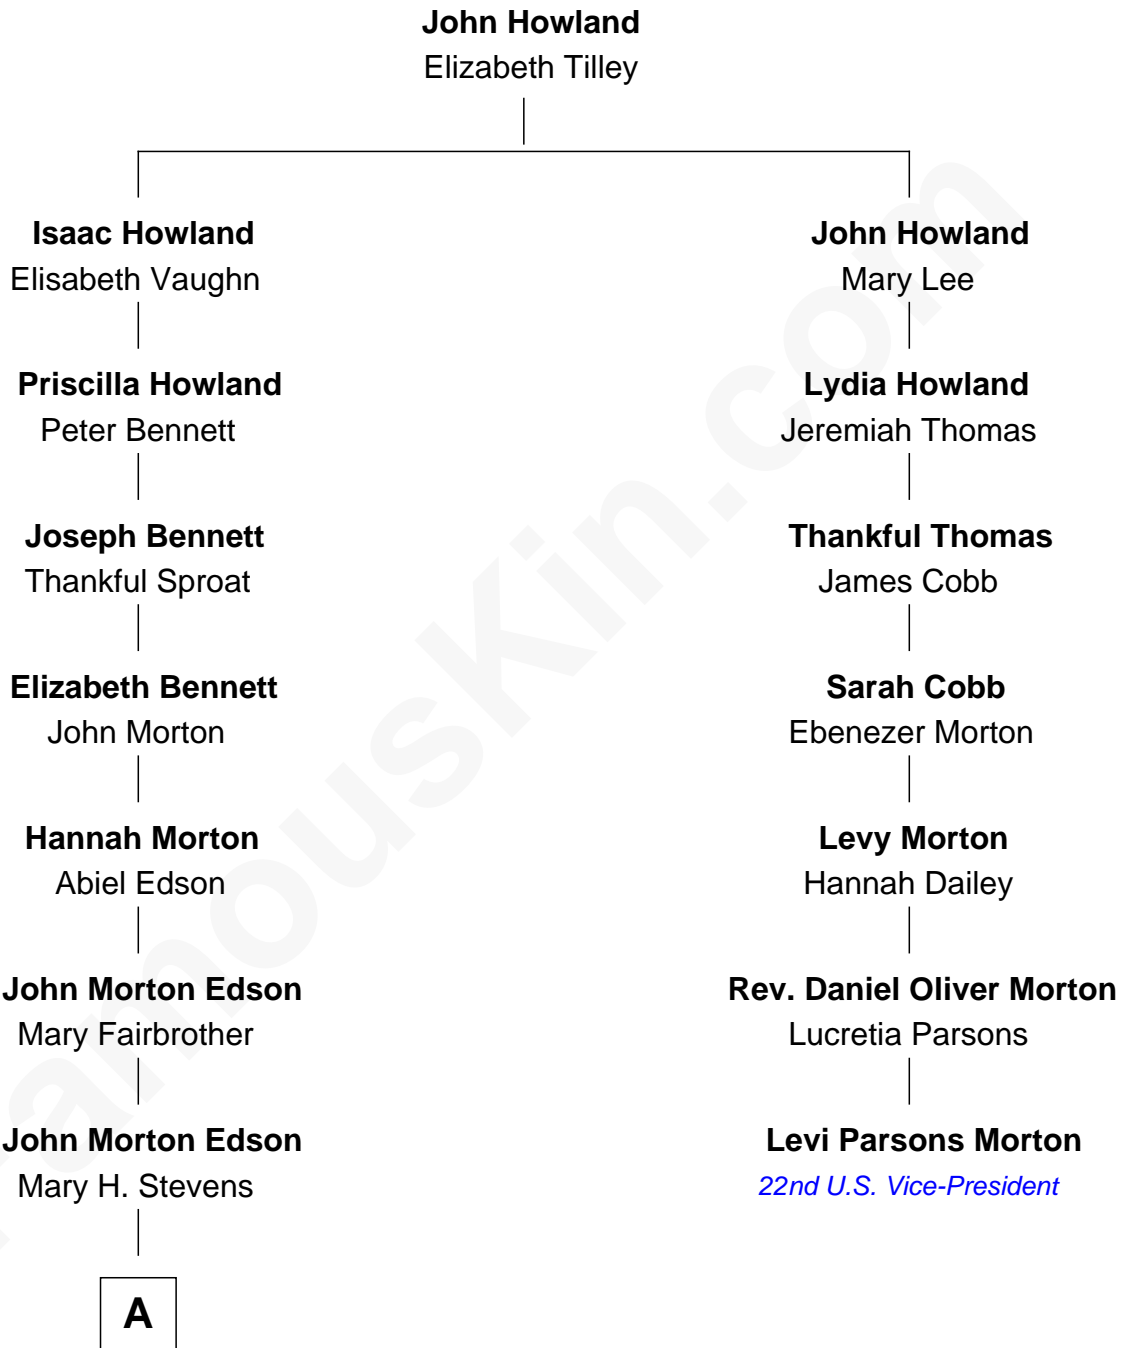 John Howland
Elizabeth Tilley
Isaac Howland
Elisabeth Vaughn
John Howland
Mary Lee
Priscilla Howland
Peter Bennett
Lydia Howland
Jeremiah Thomas
Joseph Bennett
Thankful Sproat
Thankful Thomas
James Cobb
Elizabeth Bennett
John Morton
Sarah Cobb
Ebenezer Morton
Hannah Morton
Abiel Edson
Levy Morton
Hannah Dailey
John Morton Edson
Mary Fairbrother
Rev. Daniel Oliver Morton
Lucretia Parsons
John Morton Edson
Mary H. Stevens
Levi Parsons Morton
22nd U.S. Vice-President
A
FamousKin.com